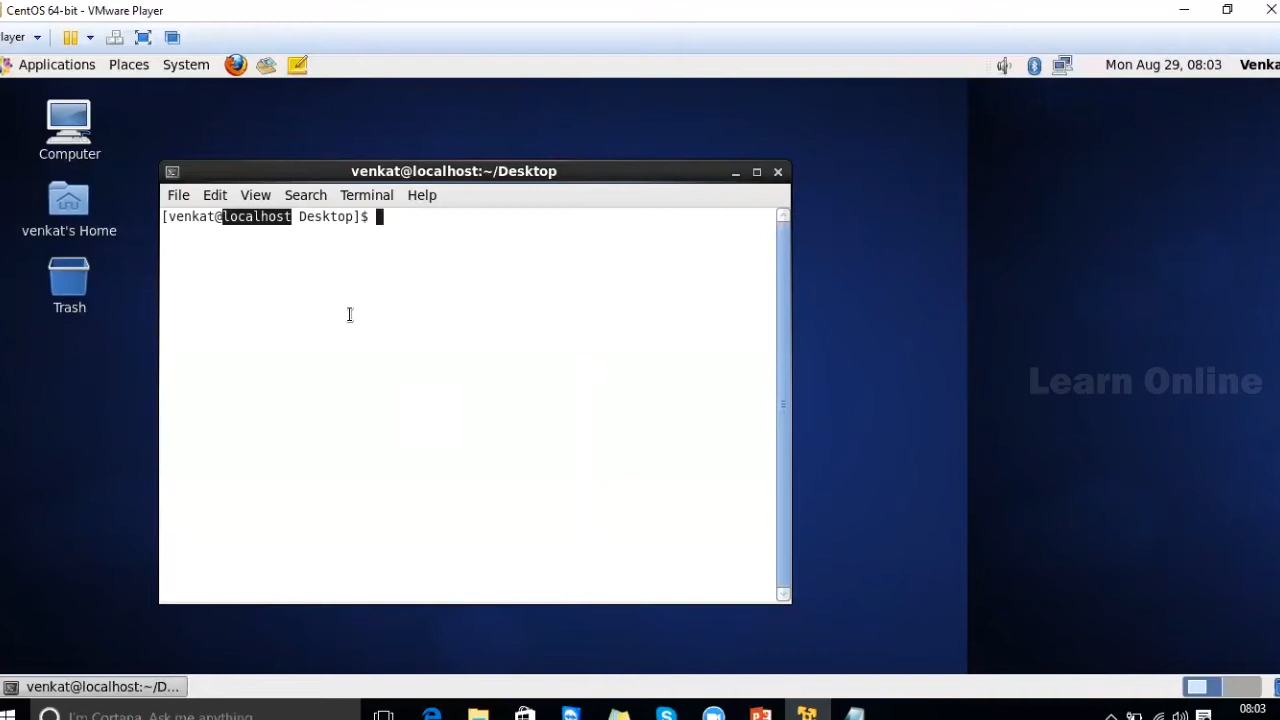 CentOS 64-bit - VMware Player
layer
Applications Places System
Mon Aug 29, 08:03 Venka
Computer
venkat@localhost:~/Desktop
File Edit View Search Terminal Help
[venkat@localhost Desktop]$
venkat's Home
Trash
Learn Online
venkat@localhost:~/D...
I'm Cortana. Ask me anything.
08:03